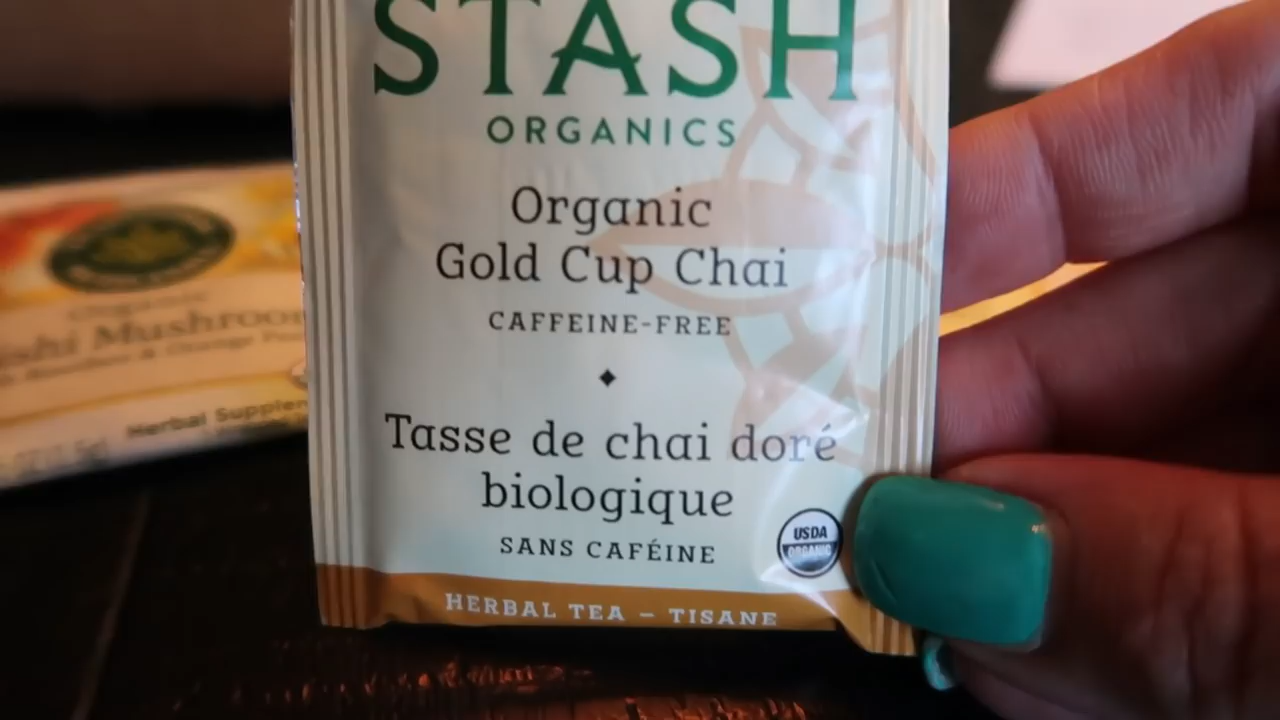 STASH
ORGANICS
Organic
Gold Cup Chai
CAFFEINE-FREE
Tasse de chai doré
biologique
SANS CAFÉINE
USDA
ORGANIC
HERBAL TEA – TISANE
Mushroom
Herbal